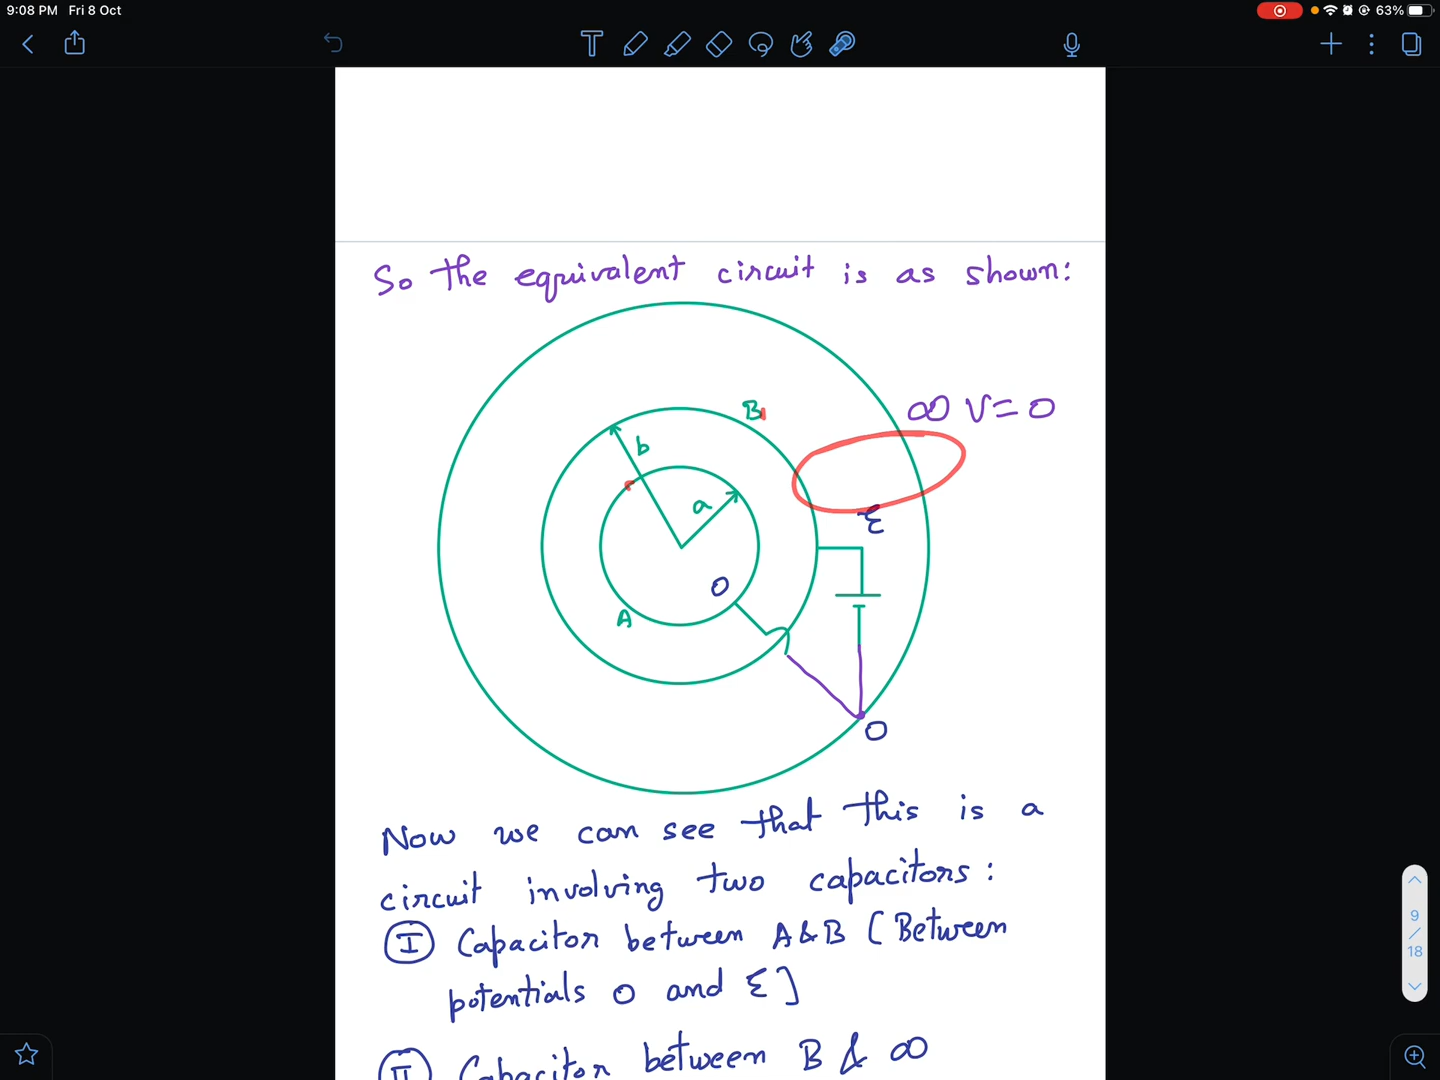 9:08 PM Fri 8 Oct
63%
T
So the equivalent circuit is as shown:
B
∞ V=0
b
a
ε
O
A
O
Now we can see that this is a
circuit involving two capacitors:
I Capacitor between A&B [Between
potentials 0 and ε]
II Capacitor between B & ∞
9
/
18